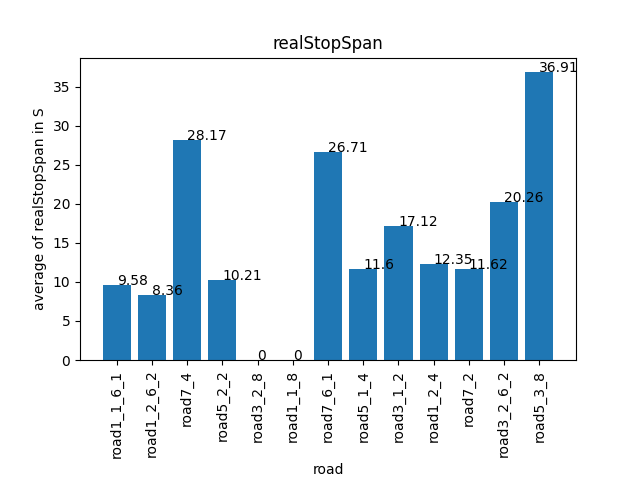 realStopSpan
average of realStopSpan in S
35
30
25
20
15
10
5
0
9.58
8.36
28.17
10.21
0
0
26.71
11.6
17.12
12.35
11.62
20.26
36.91
road1_1_6_1
road1_2_6_2
road7_4
road5_2_2
road3_2_8
road1_1_8
road7_6_1
road5_1_4
road3_1_2
road1_2_4
road7_2
road3_2_6_2
road5_3_8
road